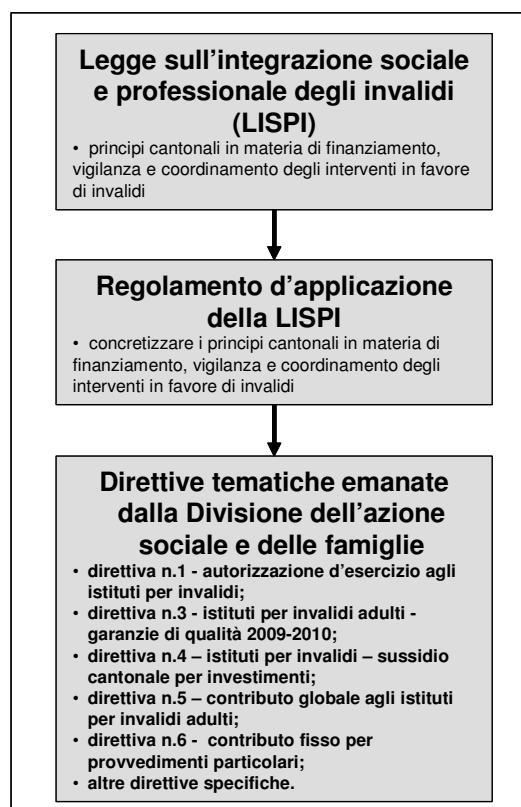 Legge sull’integrazione sociale
e professionale degli invalidi
(LISPI)
• principi cantonali in materia di finanziamento,
vigilanza e coordinamento degli interventi in favore
di invalidi
Regolamento d’applicazione
della LISPI
• concretizzare i principi cantonali in materia di
finanziamento, vigilanza e coordinamento degli
interventi in favore di invalidi
Direttive tematiche emanate
dalla Divisione dell’azione
sociale e delle famiglie
• direttiva n.1 - autorizzazione d’esercizio agli
istituti per invalidi;
• direttiva n.3 - istituti per invalidi adulti -
garanzie di qualità 2009-2010;
• direttiva n.4 – istituti per invalidi – sussidio
cantonale per investimenti;
• direttiva n.5 – contributo globale agli istituti
per invalidi adulti;
• direttiva n.6 - contributo fisso per
provvedimenti particolari;
• altre direttive specifiche.